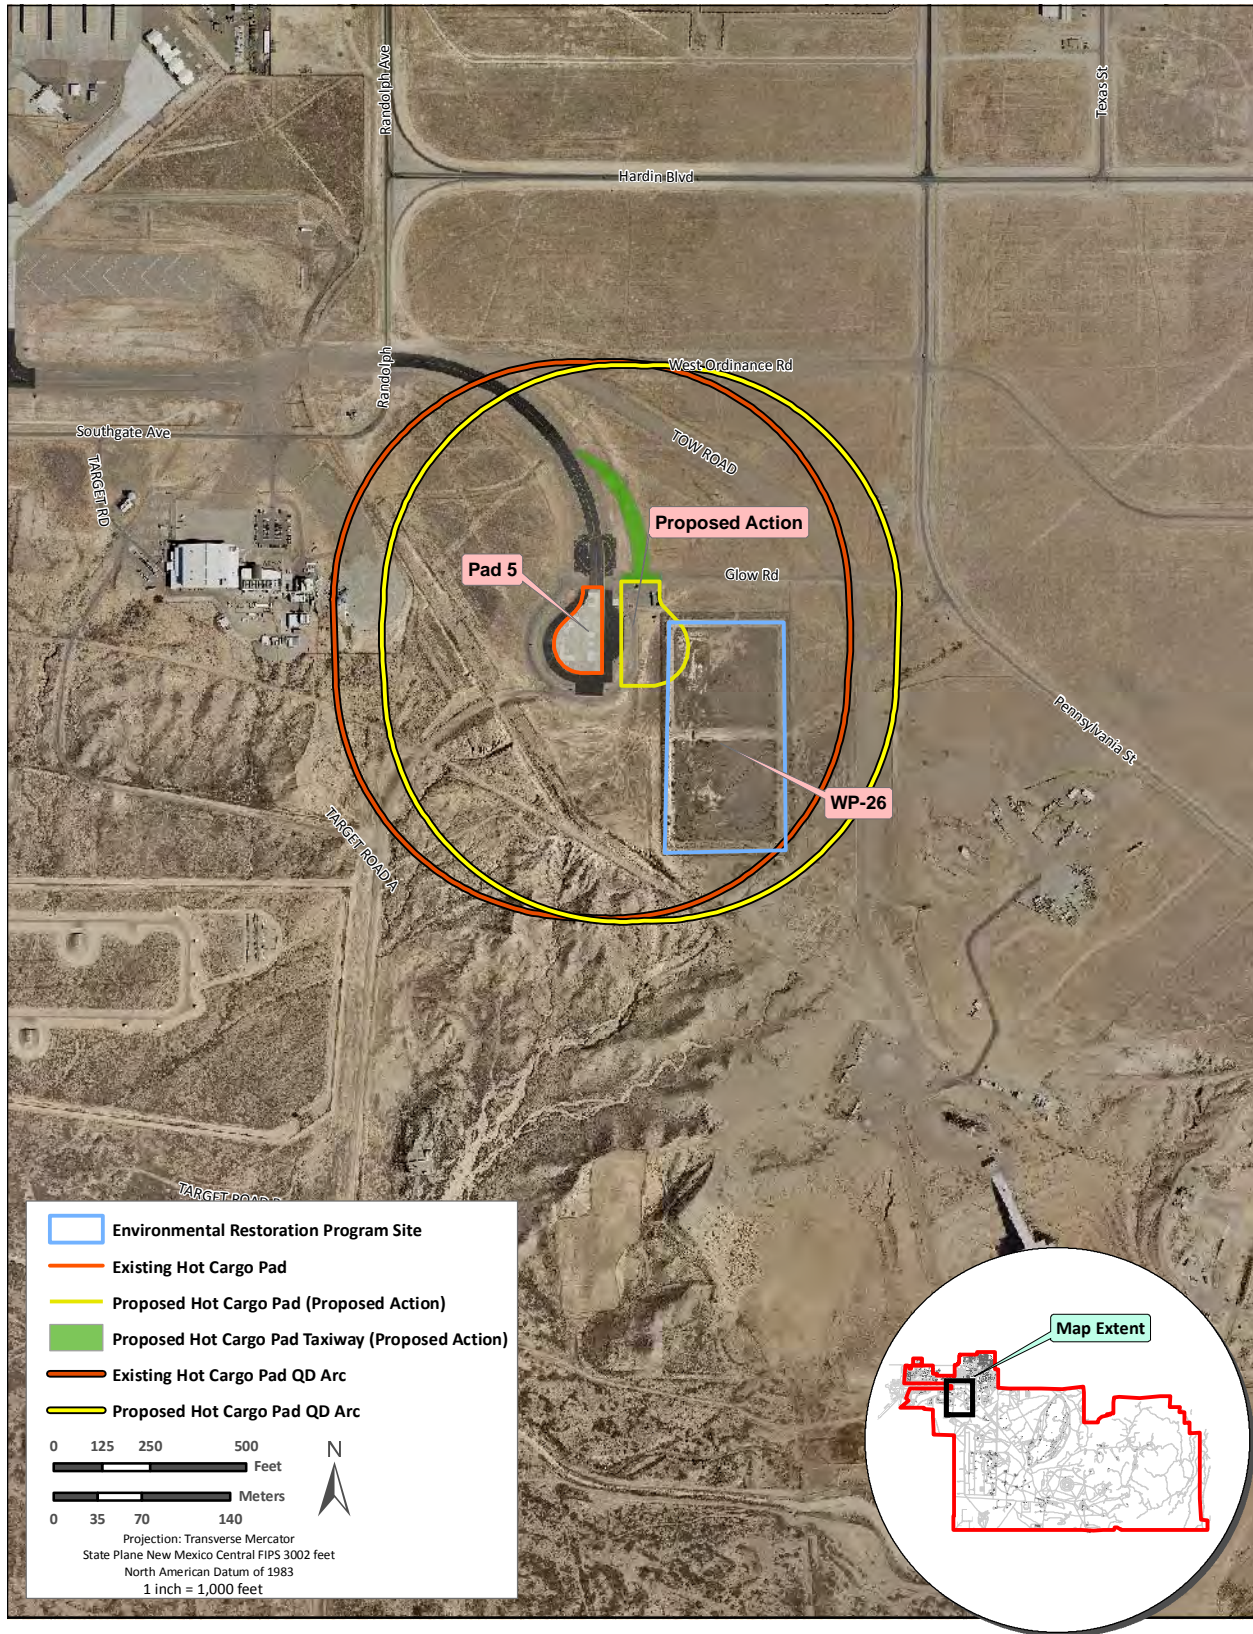 Randolph Ave
Texas St
Hardin Blvd
Randolph
West Ordinance Rd
Southgate Ave
TOW ROAD
TARGET RD
Proposed Action
Pad 5
Glow Rd
Pennsylvania St
WP-26
TARGET ROAD A
TARGET ROAD
Environmental Restoration Program Site
Existing Hot Cargo Pad
Proposed Hot Cargo Pad (Proposed Action)
Proposed Hot Cargo Pad Taxiway (Proposed Action)
Existing Hot Cargo Pad QD Arc
Proposed Hot Cargo Pad QD Arc
0 125 250 500
Feet
Meters
0 35 70 140
N
Projection: Transverse Mercator
State Plane New Mexico Central FIPS 3002 feet
North American Datum of 1983
1 inch = 1,000 feet
Map Extent